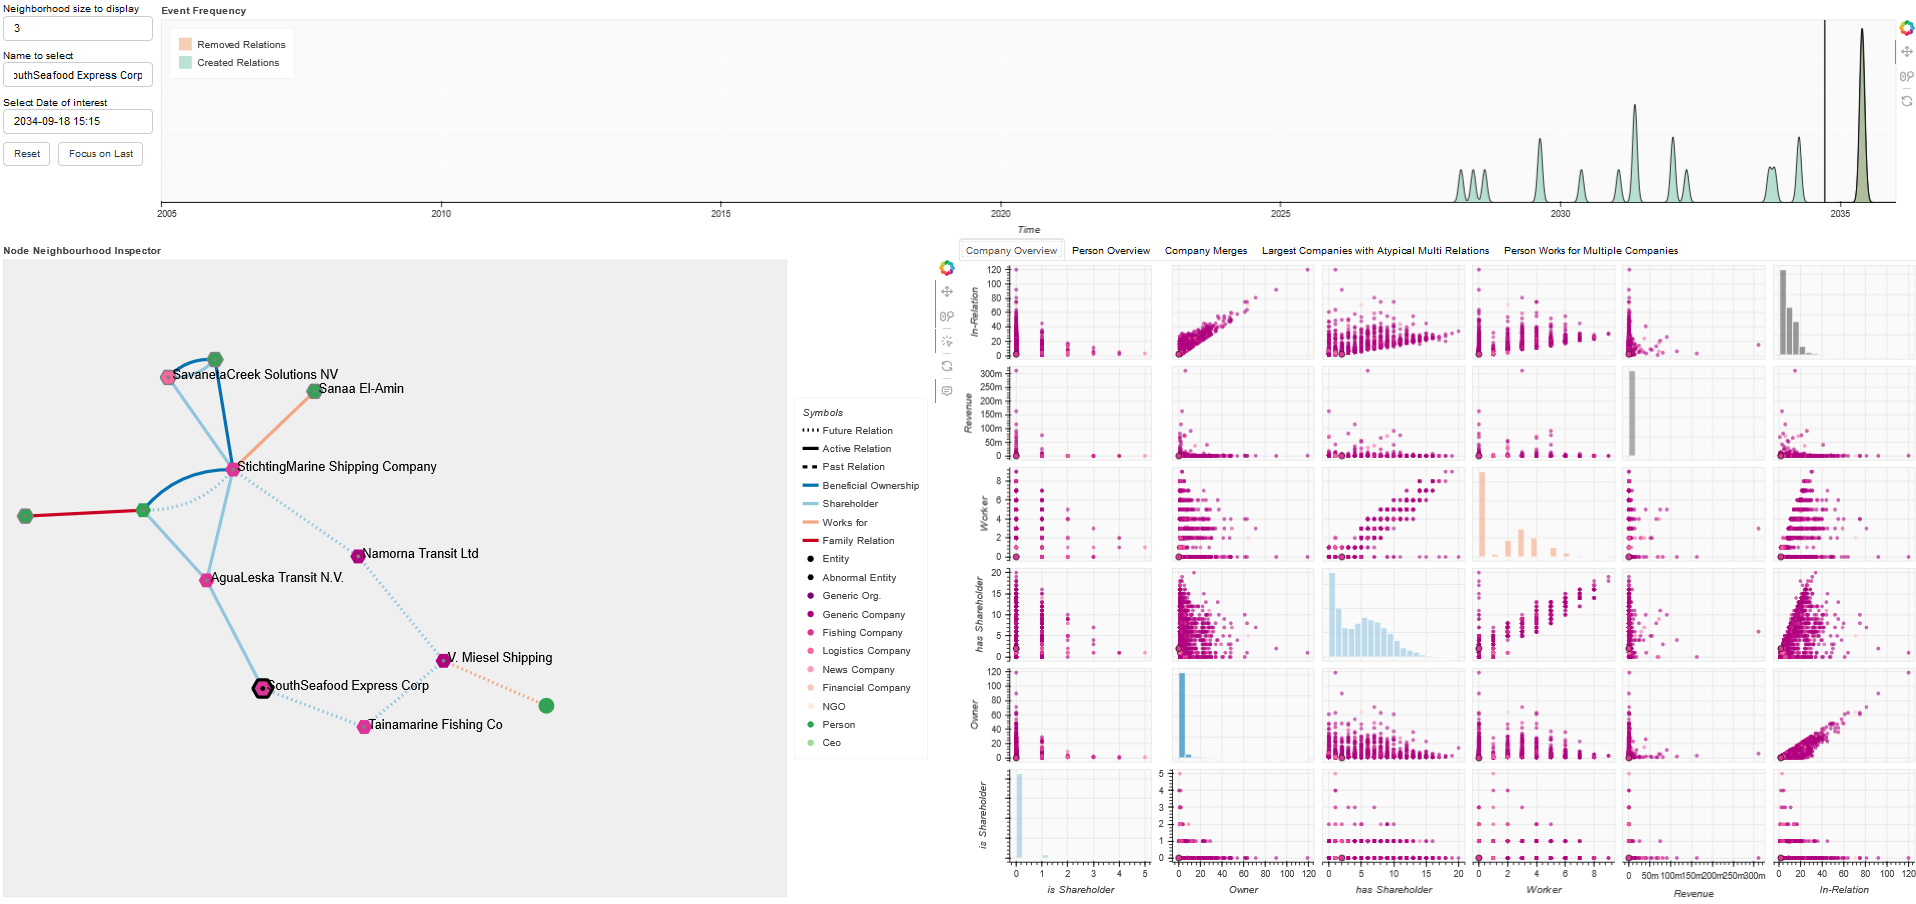 Neighborhood size to display
3
Name to select
outhSeafood Express Corp
Select Date of interest
2034-09-18 15:15
Reset
Focus on Last
Event Frequency
Removed Relations
Created Relations
2005
2010
2015
2020
2025
2030
2035
Time
Node Neighbourhood Inspector
SavanetaCreek Solutions NV
Sanaa El-Amin
StichtingMarine Shipping Company
Namorna Transit Ltd
AguaLeska Transit N.V.
V. Miesel Shipping
SouthSeafood Express Corp
Tainamarine Fishing Co
Symbols
Future Relation
Active Relation
Past Relation
Beneficial Ownership
Shareholder
Works for
Family Relation
Entity
Abnormal Entity
Generic Org.
Generic Company
Fishing Company
Logistics Company
News Company
Financial Company
NGO
Person
Ceo
Company Overview
Person Overview
Company Merges
Largest Companies with Atypical Multi Relations
Person Works for Multiple Companies
In-Relation
120
100
80
60
40
20
0
Revenue
300m
250m
200m
150m
100m
50m
0
Worker
8
6
4
2
0
has Shareholder
20
15
10
5
0
Owner
120
100
80
60
40
20
0
is Shareholder
5
4
3
2
1
0
0 1 2 3 4 5
is Shareholder
0 20 40 60 80 100 120
Owner
0 5 10 15 20
has Shareholder
0 2 4 6 8
Worker
0 50m 100m 150m 200m 250m 300m
Revenue
0 20 40 60 80 100 120
In-Relation